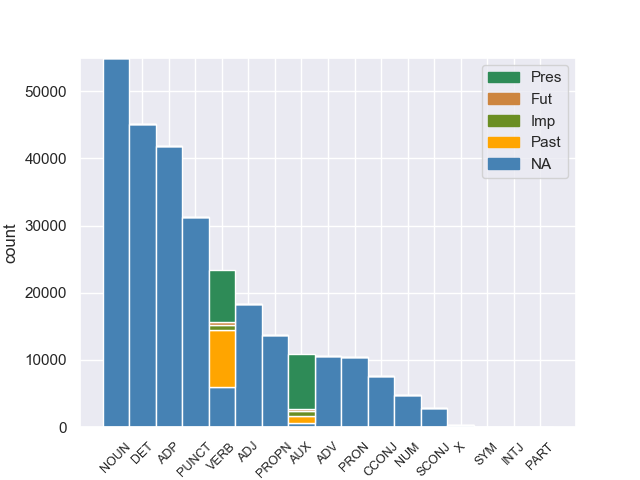 Pres
Fut
Imp
Past
NA
50000
40000
30000
20000
10000
0
count
NOUN
DET
ADP
PUNCT
VERB
ADJ
PROPN
AUX
ADV
PRON
CCONJ
NUM
SCONJ
X
SYM
INTJ
PART